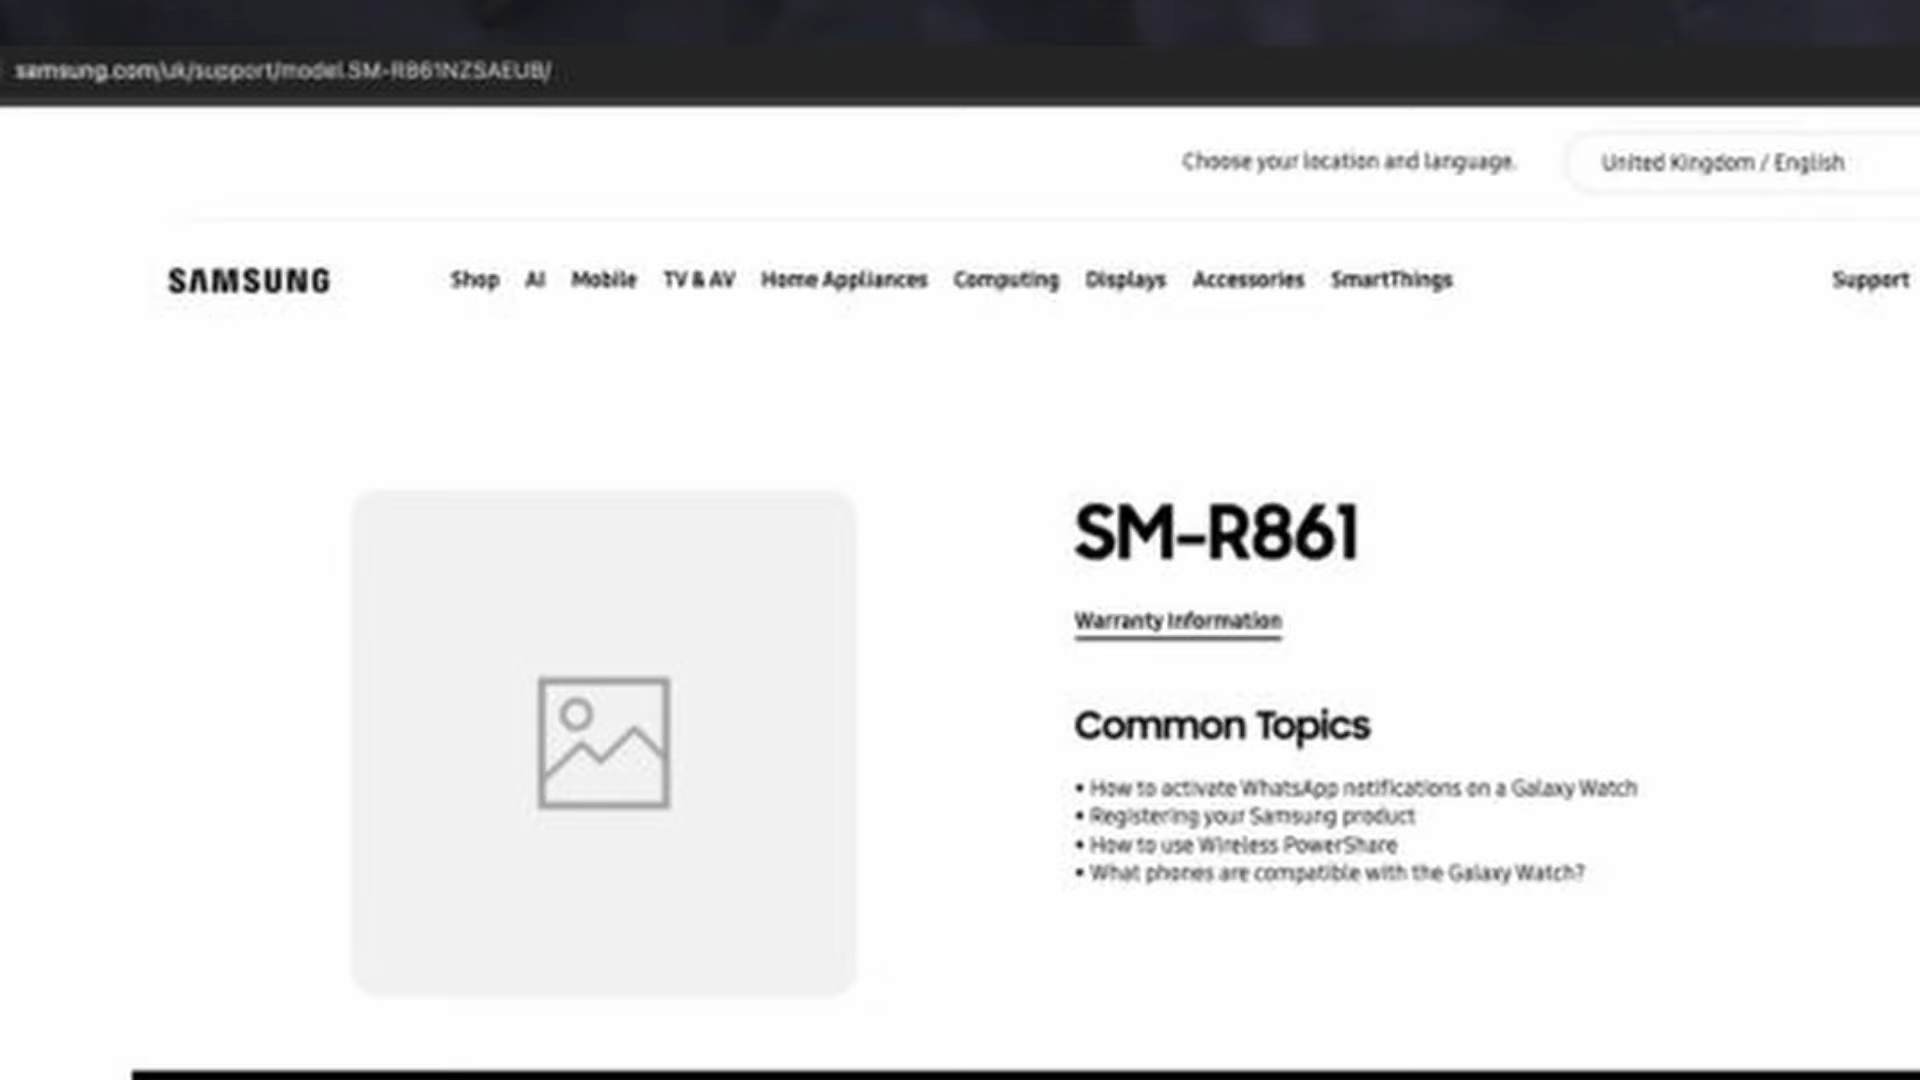 samsung.com/uk/support/model.SM-R861NZSAEUB/
Choose your location and language.
United Kingdom / English
SAMSUNG
Shop AI Mobile TV & AV Home Appliances Computing Displays Accessories SmartThings
Support
SM-R861
Warranty Information
Common Topics
• How to activate WhatsApp notifications on a Galaxy Watch
• Registering your Samsung product
• How to use Wireless PowerShare
• What phones are compatible with the Galaxy Watch?